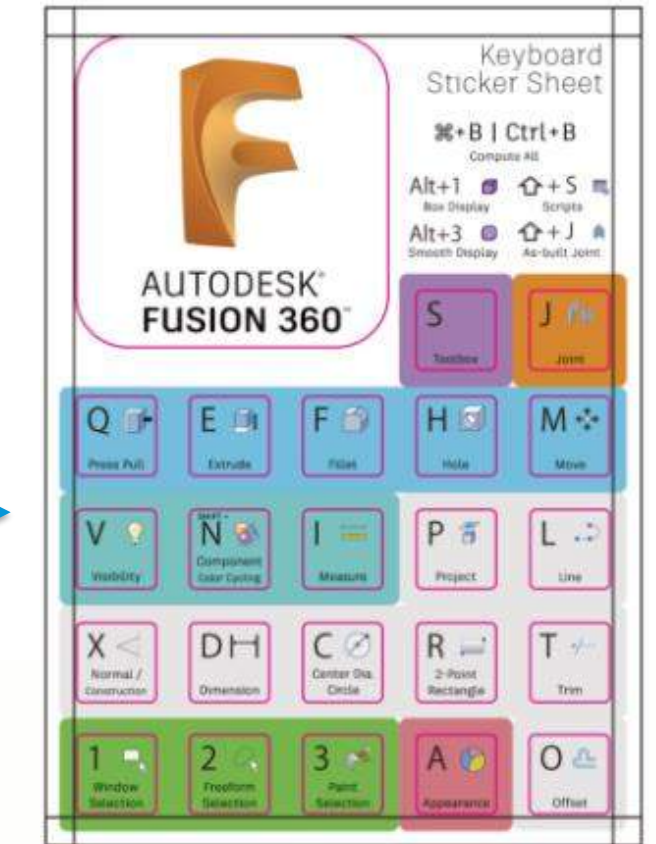 Keyboard
Sticker Sheet
⌘+B | Ctrl+B
Compute All
Alt+1 ⇧+S
Box Display Scripts
Alt+3 ⇧+J
Smooth Display As-built Joint
AUTODESK®
FUSION 360™
S J
Toolbox Joint
Q E F H M
Press Pull Extrude Fillet Hole Move
SHIFT +
V N I P L
Visibility Component Color Cycling Measure Project Line
X D C R T
Normal / Construction Dimension Center Dia. Circle 2-Point Rectangle Trim
1 2 3 A O
Window Selection Freeform Selection Paint Selection Appearance Offset